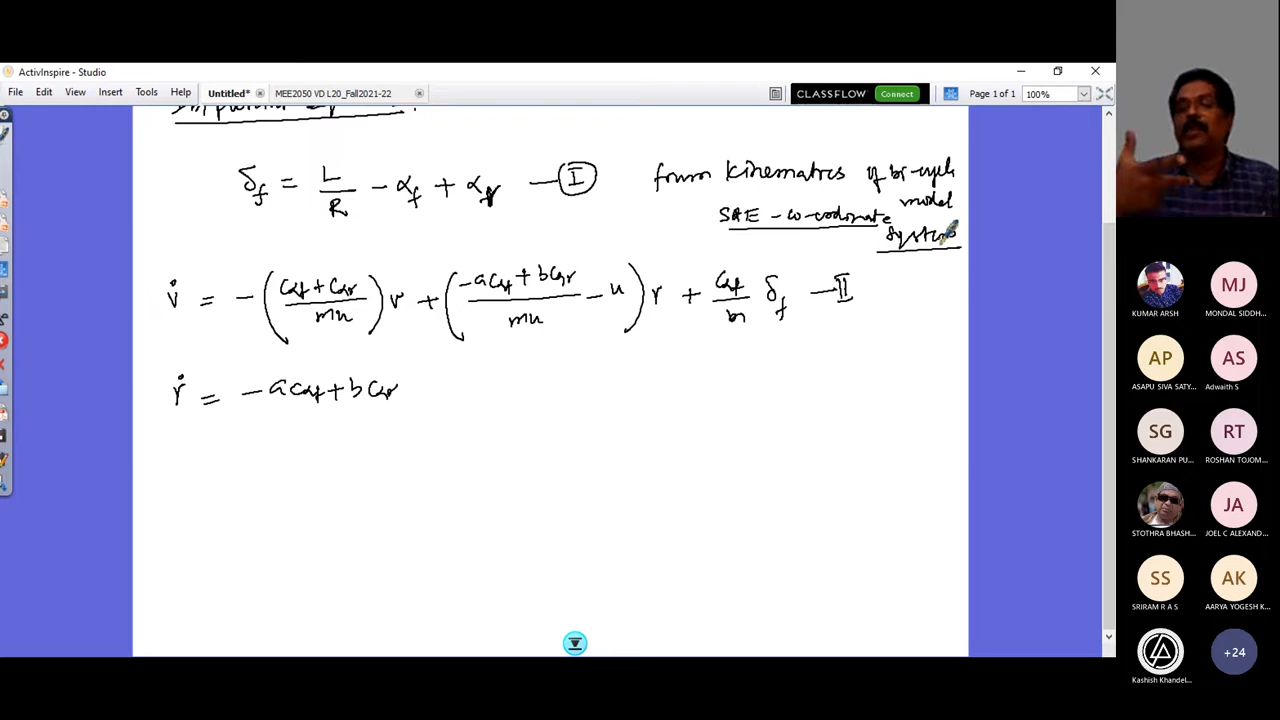 ActivInspire - Studio
File Edit View Insert Tools Help Untitled* MEE2050 VD L20_Fall2021-22 CLASSFLOW Connect Page 1 of 1 100%
δf = L/R - αf + αr — I from kinematics of bi-cycle
model
SAE - co-codinate
system
v̇ = -((Cαf + Cαr)/mu) v + ((-aCαf + bCαr)/mu - u) r + Cαf/m δf — II
ṙ = -aCαf + bCαr
KUMAR ARSH
MJ
MONDAL SIDDH...
AP
ASAPU SIVA SATY...
AS
Adwaith S
SG
SHANKARAN PU...
RT
ROSHAN TOJOM...
STOTHRA BHASH...
JA
JOEL C ALEXAND...
SS
SRIRAM R A S
AK
AARYA YOGESH K...
Kashish Khandel...
+24